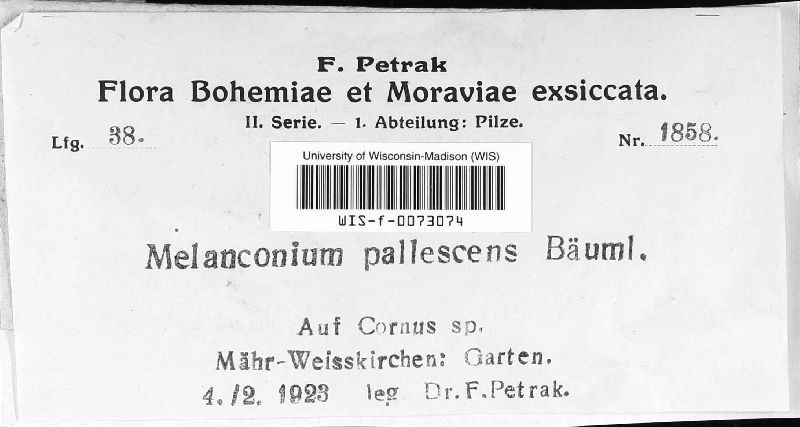 F. Petrak
Flora Bohemiae et Moraviae exsiccata.
II. Serie. — 1. Abteilung: Pilze.
Lfg. 38.
Nr. 1858.
University of Wisconsin-Madison (WIS)
WIS-f-0073074
Melanconium pallescens Bäuml.
Auf Cornus sp.
Mähr-Weisskirchen: Garten.
4./2. 1923 leg Dr. F. Petrak.